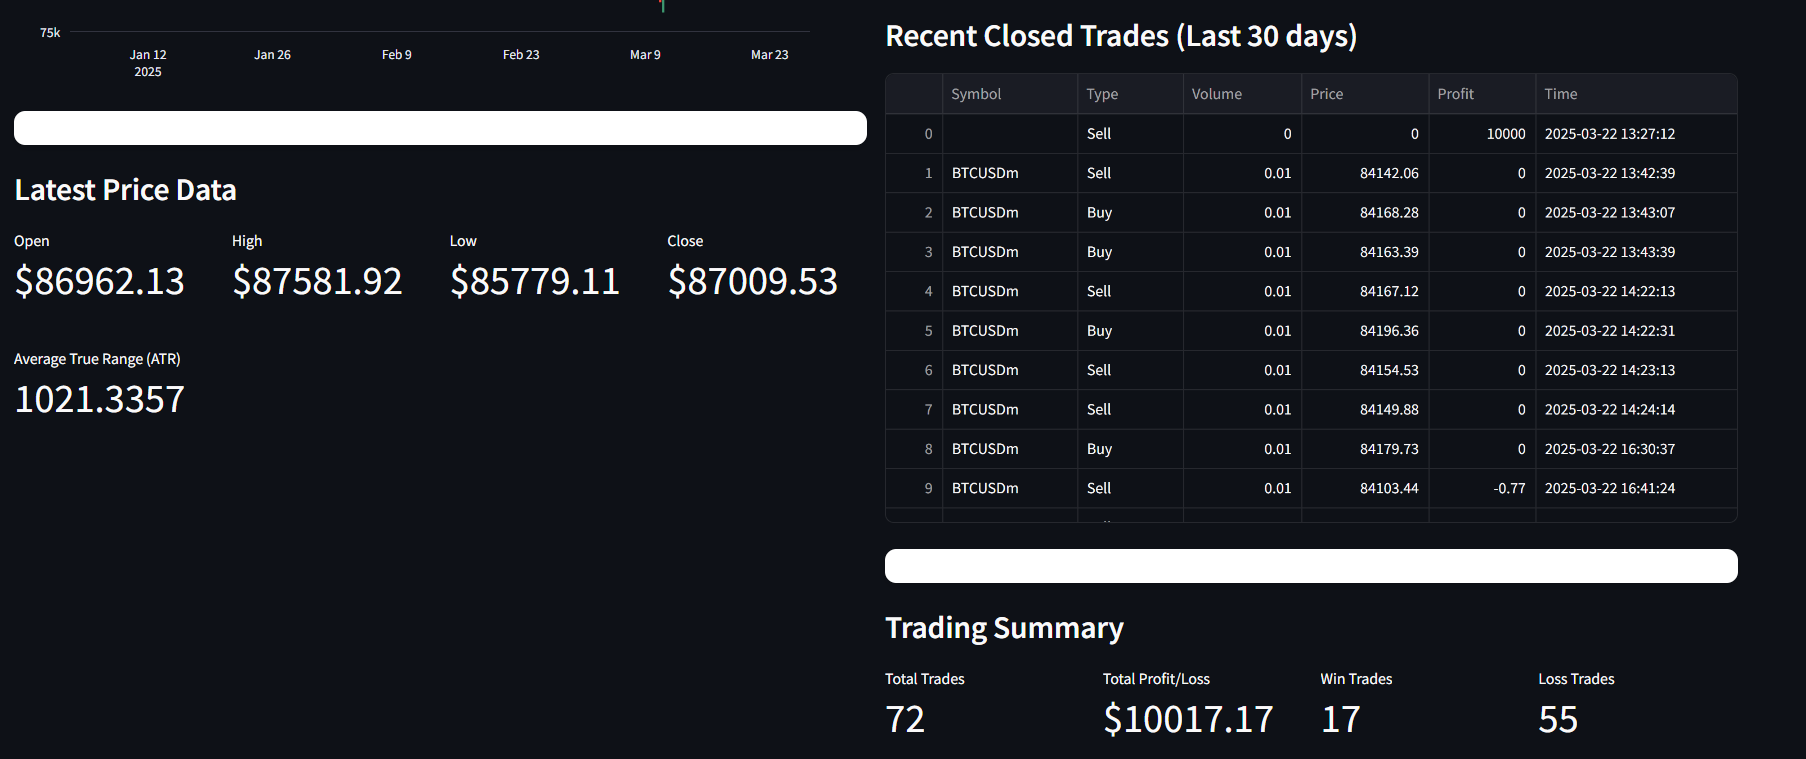 75k
Jan 12 Jan 26 Feb 9 Feb 23 Mar 9 Mar 23
2025
Latest Price Data
Open High Low Close
$86962.13 $87581.92 $85779.11 $87009.53
Average True Range (ATR)
1021.3357
Recent Closed Trades (Last 30 days)
Symbol Type Volume Price Profit Time
0 Sell 0 0 10000 2025-03-22 13:27:12
1 BTCUSDm Sell 0.01 84142.06 0 2025-03-22 13:42:39
2 BTCUSDm Buy 0.01 84168.28 0 2025-03-22 13:43:07
3 BTCUSDm Buy 0.01 84163.39 0 2025-03-22 13:43:39
4 BTCUSDm Sell 0.01 84167.12 0 2025-03-22 14:22:13
5 BTCUSDm Buy 0.01 84196.36 0 2025-03-22 14:22:31
6 BTCUSDm Sell 0.01 84154.53 0 2025-03-22 14:23:13
7 BTCUSDm Sell 0.01 84149.88 0 2025-03-22 14:24:14
8 BTCUSDm Buy 0.01 84179.73 0 2025-03-22 16:30:37
9 BTCUSDm Sell 0.01 84103.44 -0.77 2025-03-22 16:41:24
Trading Summary
Total Trades Total Profit/Loss Win Trades Loss Trades
72 $10017.17 17 55